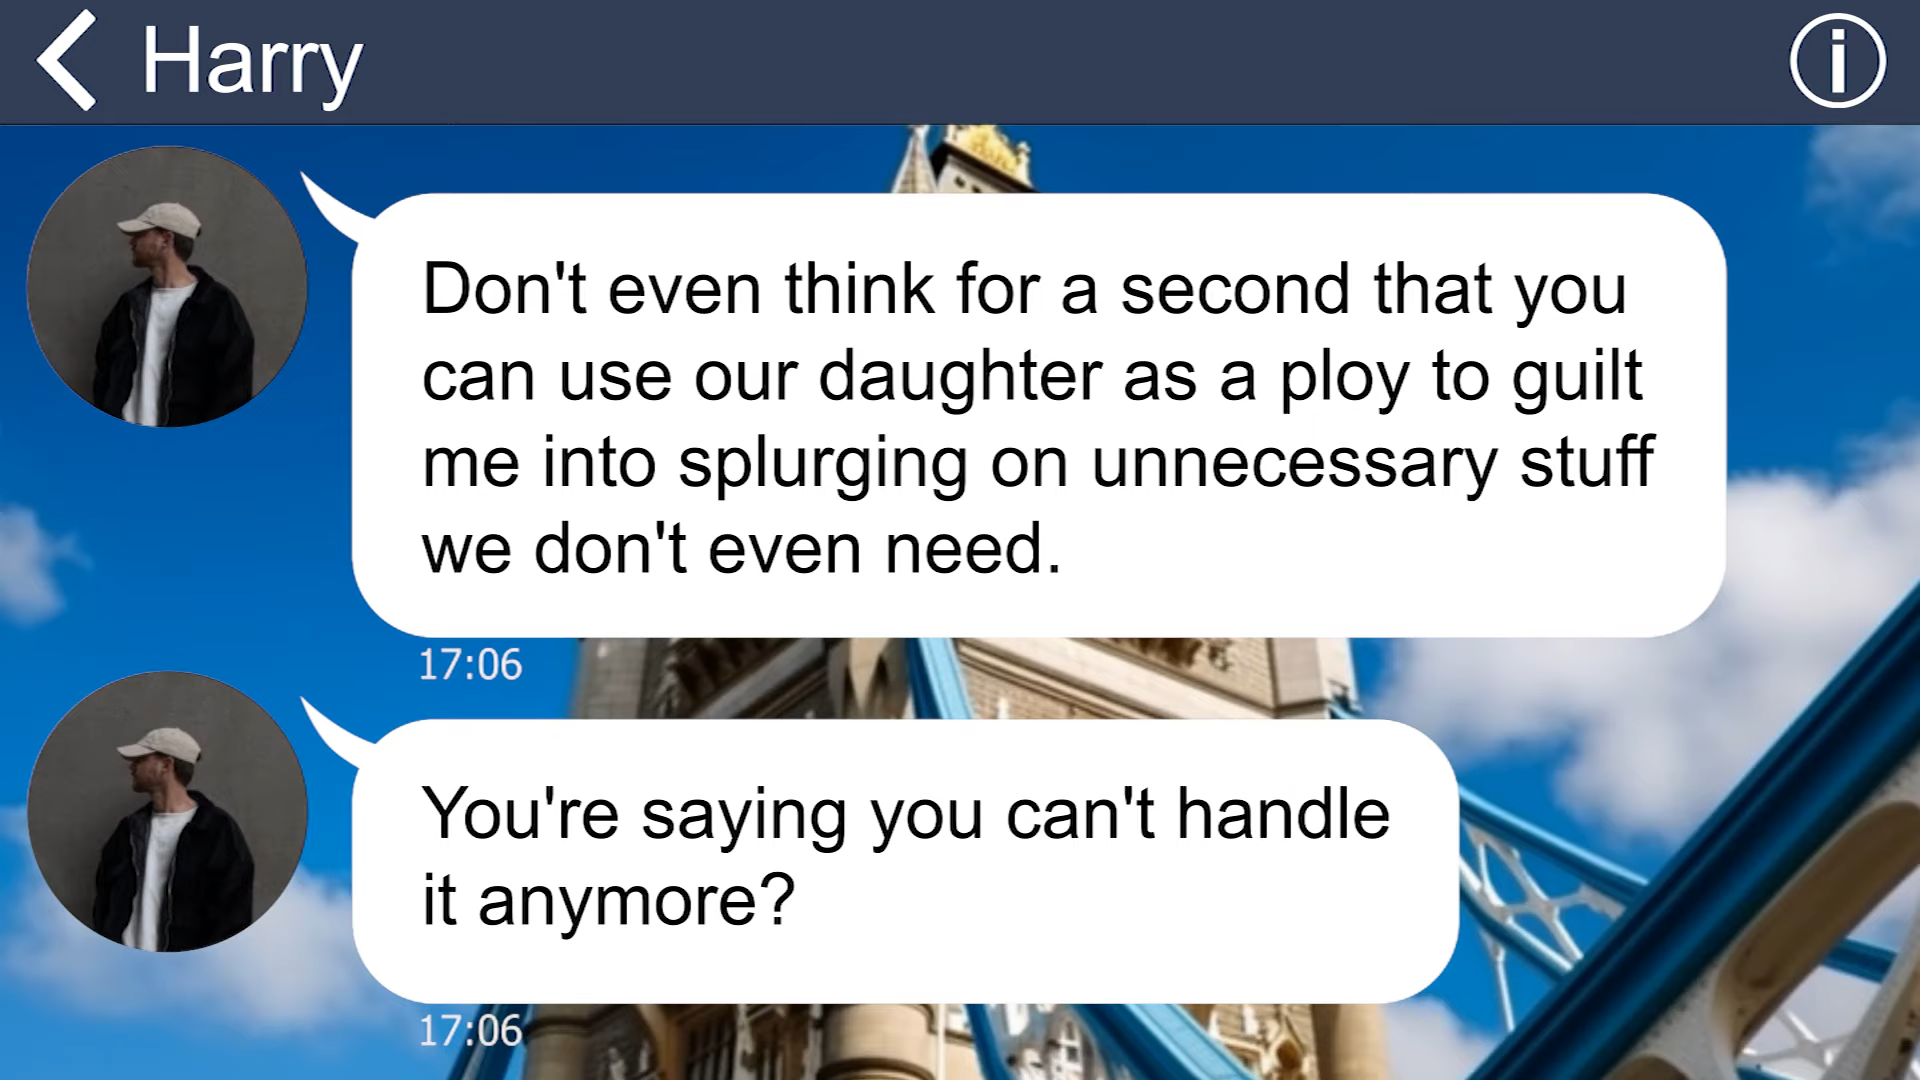 Harry
Don't even think for a second that you
can use our daughter as a ploy to guilt
me into splurging on unnecessary stuff
we don't even need.
17:06
You're saying you can't handle
it anymore?
17:06